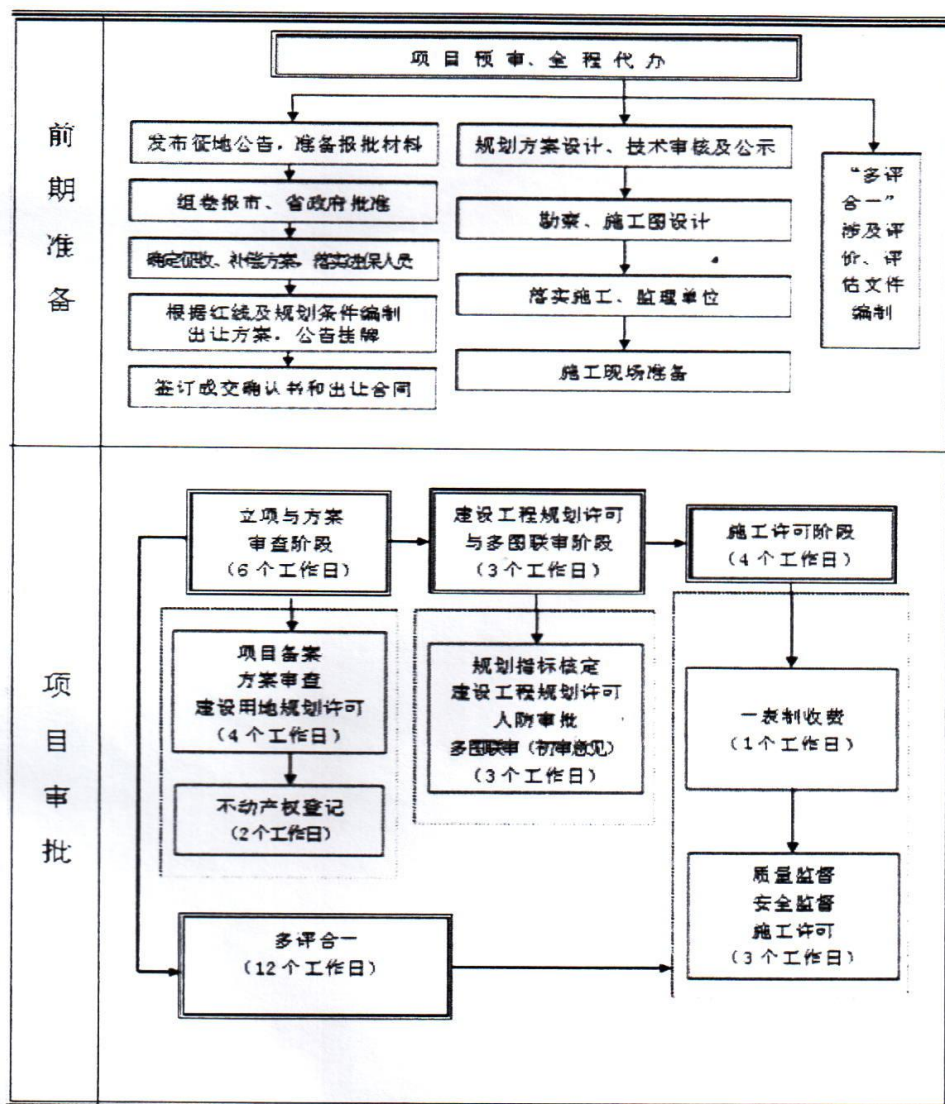 前期准备
项目预审、全程代办
发布征地公告，准备报批材料
组卷报市、省政府批准
确定征收、补偿方案，落实进保人员
根据红线及规划条件编制
出让方案，公告挂牌
签订成交确认书和出让合同
规划方案设计、技术审核及公示
勘察、施工图设计
落实施工、监理单位
施工现场准备
“多评
合一”
涉及评
价、评
估文件
编制
项目审批
立项与方案
审查阶段
（6个工作日）
建设工程规划许可
与多图联审阶段
（3个工作日）
施工许可阶段
（4个工作日）
项目备案
方案审查
建设用地规划许可
（4个工作日）
不动产权登记
（2个工作日）
规划指标核定
建设工程规划许可
人防审批
多图联审（初审意见）
（3个工作日）
一表制收费
（1个工作日）
质量监督
安全监督
施工许可
（3个工作日）
多评合一
（12个工作日）